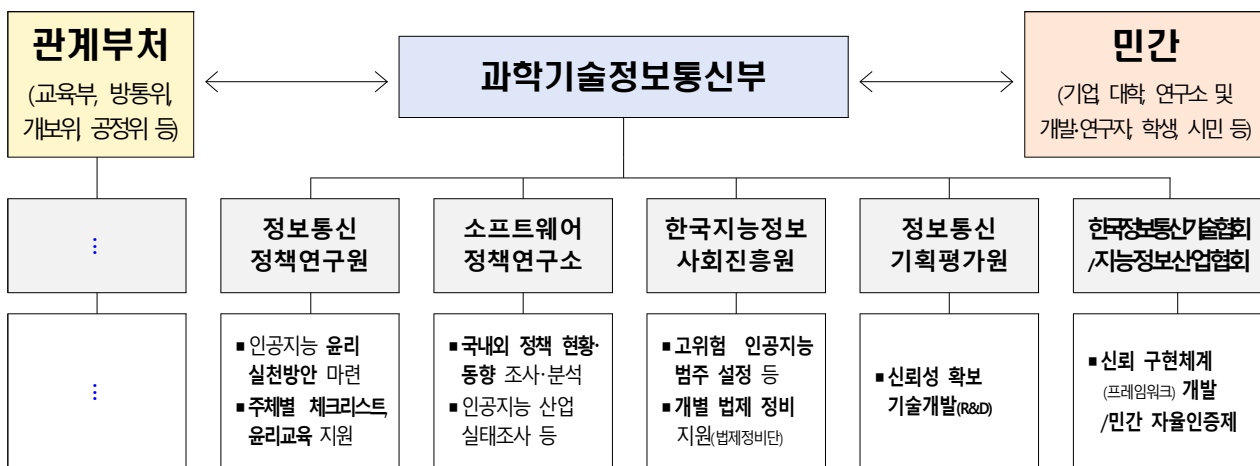 관계부처
(교육부, 방통위,
개보위, 공정위 등)
과학기술정보통신부
민간
(기업, 대학, 연구소 및
개발·연구자, 학생, 시민 등)
⋮
정보통신
정책연구원
소프트웨어
정책연구소
한국지능정보
사회진흥원
정보통신
기획평가원
한국정보통신기술협회
/지능정보산업협회
⋮
▪인공지능 윤리
실천방안 마련
▪주체별 체크리스트,
윤리교육 지원
▪국내외 정책 현황·
동향 조사·분석
▪인공지능 산업
실태조사 등
▪고위험 인공지능
범주 설정 등
▪개별 법제 정비
지원(법제정비단)
▪신뢰성 확보
기술개발(R&D)
▪신뢰 구현체계
(프레임워크) 개발
/민간 자율인증제